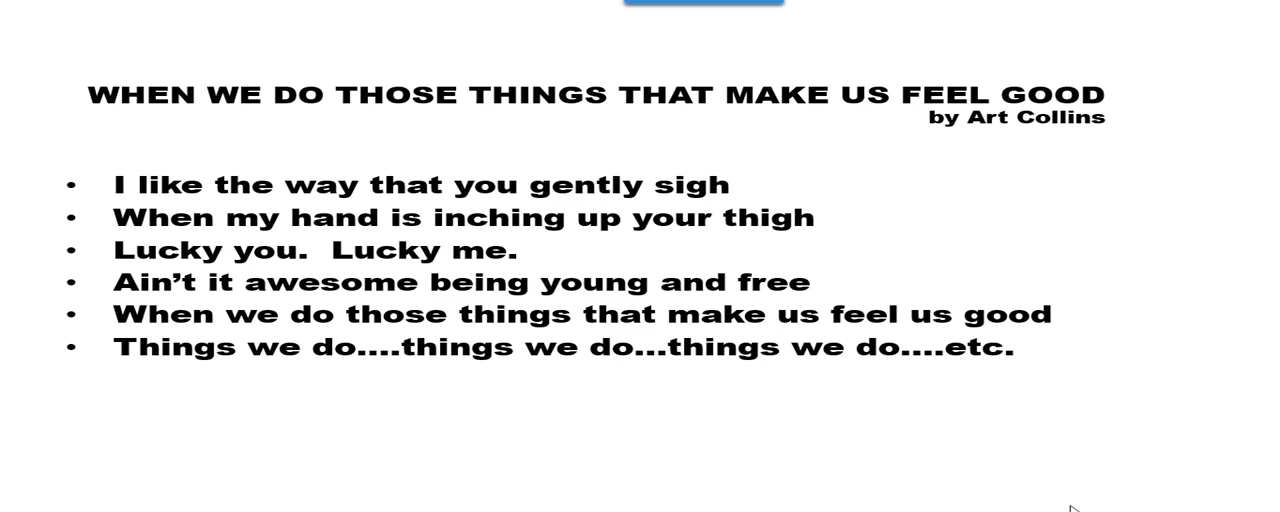 WHEN WE DO THOSE THINGS THAT MAKE US FEEL GOOD
by Art Collins
• I like the way that you gently sigh
• When my hand is inching up your thigh
• Lucky you.  Lucky me.
• Ain’t it awesome being young and free
• When we do those things that make us feel us good
• Things we do....things we do...things we do....etc.